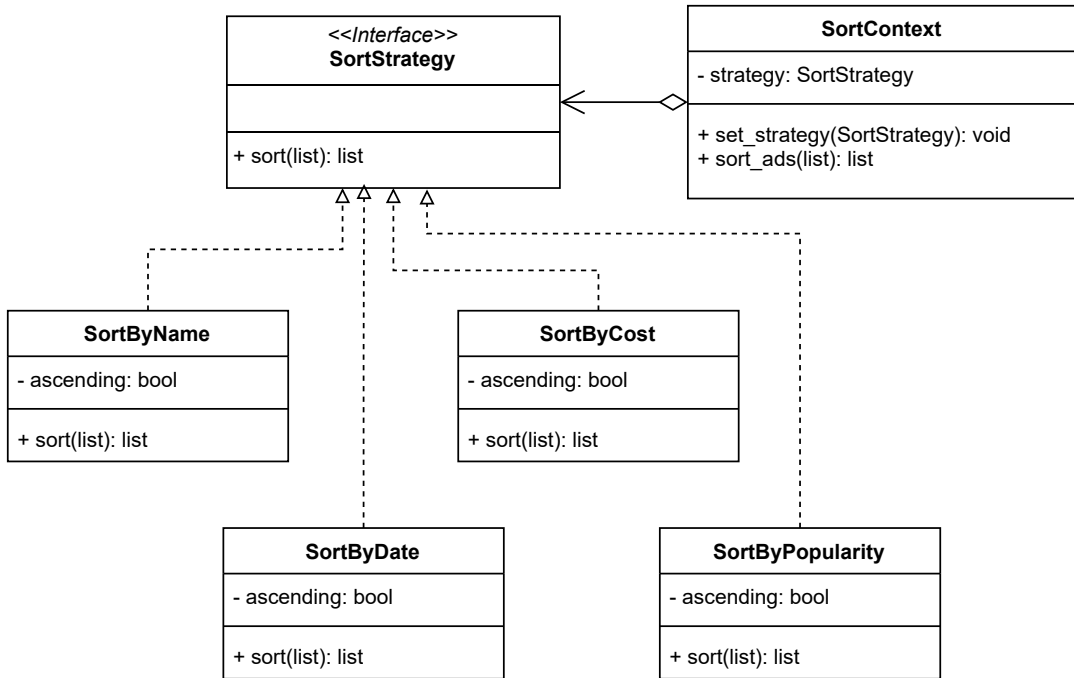 <<Interface>>
SortStrategy
+ sort(list): list
SortContext
- strategy: SortStrategy
+ set_strategy(SortStrategy): void
+ sort_ads(list): list
SortByName
- ascending: bool
+ sort(list): list
SortByCost
- ascending: bool
+ sort(list): list
SortByDate
- ascending: bool
+ sort(list): list
SortByPopularity
- ascending: bool
+ sort(list): list